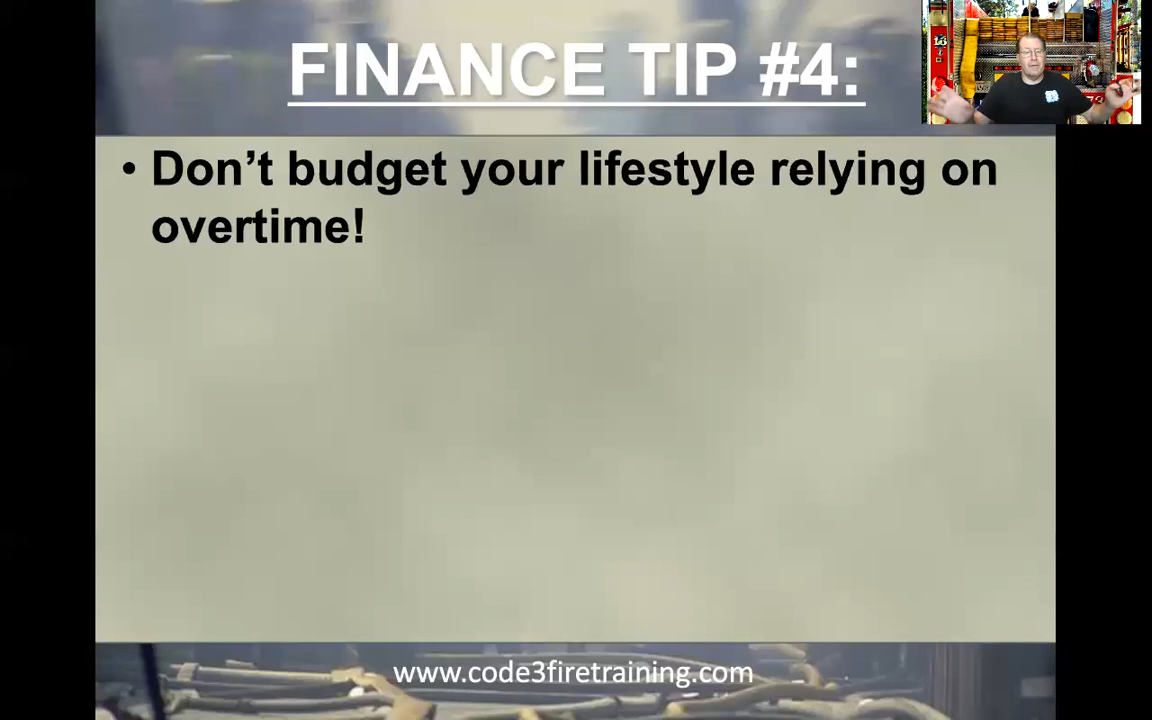 FINANCE TIP #4:
• Don't budget your lifestyle relying on
overtime!
www.code3firetraining.com